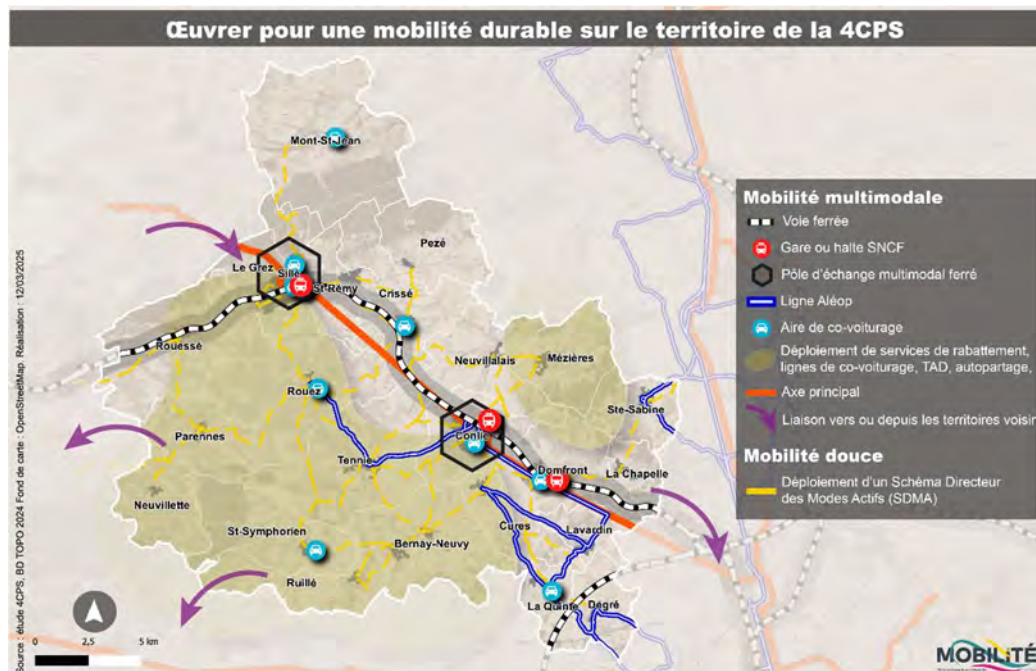 Œuvrer pour une mobilité durable sur le territoire de la 4CPS
Mont-St-Jean
Pezé
Le Grez
Sillé
St-Rémy
Crissé
Rouessé
Neuvillalais
Mézières
Rouez
Ste-Sabine
Parennes
Conlie
Tennie
Domfront
La Chapelle
Neuvillette
St-Symphorien
Cures
Lavardin
Bernay-Neuvy
Ruillé
La Quinte
Dégré
Mobilité multimodale
Voie ferrée
Gare ou halte SNCF
Pôle d'échange multimodal ferré
Ligne Aléop
Aire de co-voiturage
Déploiement de services de rabattement,
lignes de co-voiturage, TAD, autopartage,
Axe principal
Liaison vers ou depuis les territoires voisin
Mobilité douce
Déploiement d'un Schéma Directeur
des Modes Actifs (SDMA)
Source : étude 4CPS, BD TOPO 2024 Fond de carte : OpenStreetMap. Réalisation : 12/03/2025
0 2,5 5 km
MOBILITÉ